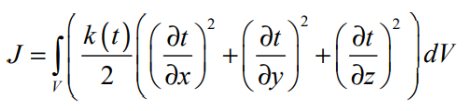 J = ∫_V ( k(t)/2 ( (∂t/∂x)² + (∂t/∂y)² + (∂t/∂z)² ) ) dV